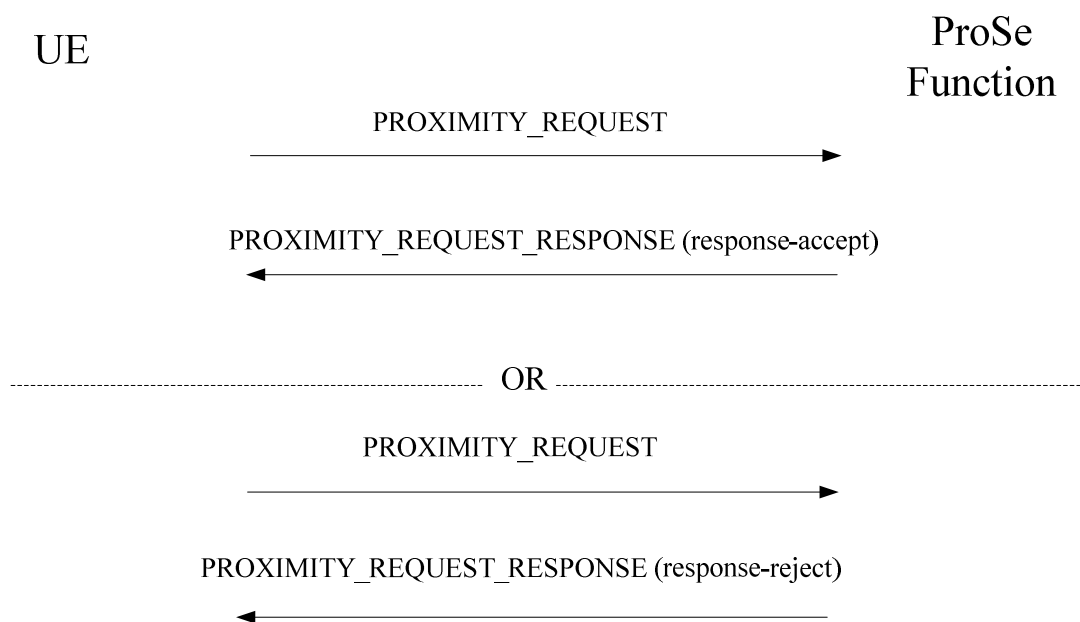 UE
ProSe
Function
PROXIMITY_REQUEST
PROXIMITY_REQUEST_RESPONSE (response-accept)
OR
PROXIMITY_REQUEST
PROXIMITY_REQUEST_RESPONSE (response-reject)